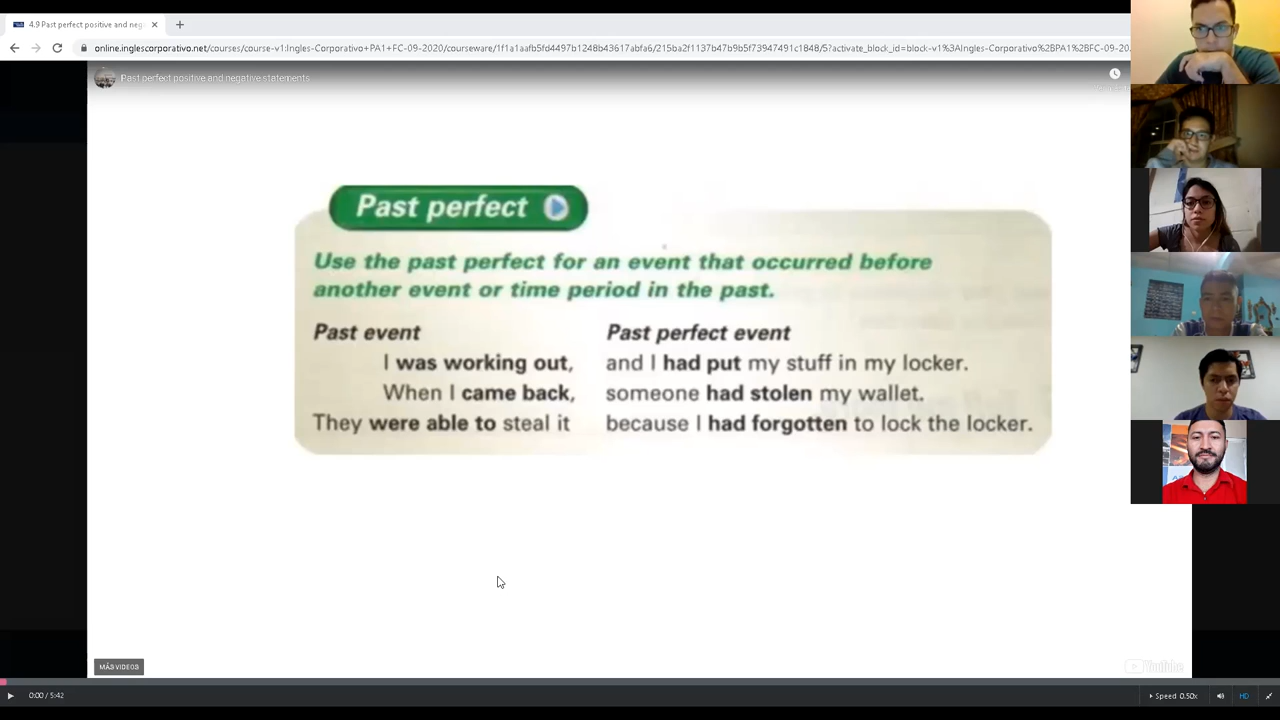 4.9 Past perfect positive and neg
online.inglescorporativo.net/courses/course-v1:Ingles-Corporativo+PA1+FC-09-2020/courseware/1f1a1aafb5fd4497b1248b43617abfa6/215ba2f1137b47b9b5f73947491c1848/5?activate_block_id=block-v1%3AIngles-Corporativo%2BPA1%2BFC-09-20
Past perfect positive and negative statements
Past perfect
Use the past perfect for an event that occurred before
another event or time period in the past.
Past event Past perfect event
I was working out, and I had put my stuff in my locker.
When I came back, someone had stolen my wallet.
They were able to steal it because I had forgotten to lock the locker.
MÁS VIDEOS
YouTube
0:00 / 5:42
Speed 0.50x
HD